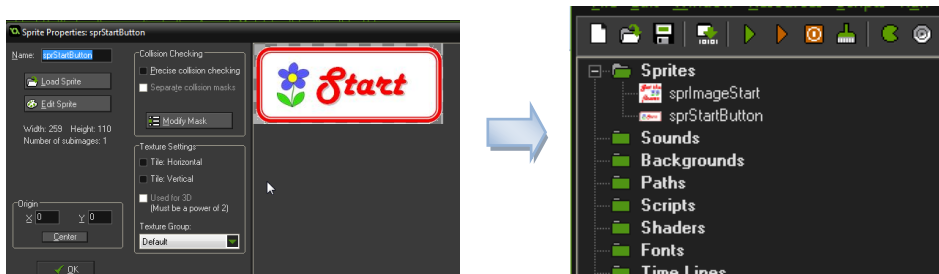 Sprite Properties: sprStartButton
Name: sprStartButton
Load Sprite
Edit Sprite
Width: 259 Height: 110
Number of subimages: 1
Origin
X 0 Y 0
Center
OK
Collision Checking
Precise collision checking
Separate collision masks
Modify Mask
Texture Settings
Tile: Horizontal
Tile: Vertical
Used for 3D
(Must be a power of 2)
Texture Group:
Default
Start
Sprites
sprImageStart
sprStartButton
Sounds
Backgrounds
Paths
Scripts
Shaders
Fonts
Time Lines